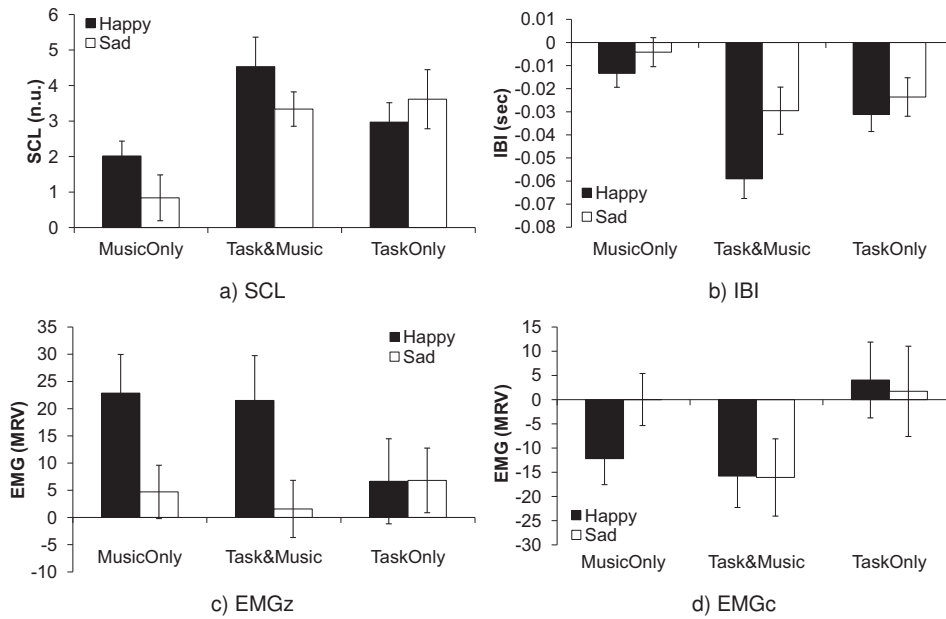 6
5
4
3
2
1
0
SCL (n.u.)
Happy
Sad
MusicOnly Task&Music TaskOnly
a) SCL
0.01
0
-0.01
-0.02
-0.03
-0.04
-0.05
-0.06
-0.07
-0.08
IBI (sec)
Happy
Sad
MusicOnly Task&Music TaskOnly
b) IBI
35
30
25
20
15
10
5
0
-5
-10
EMG (MRV)
Happy
Sad
MusicOnly Task&Music TaskOnly
c) EMGz
15
10
5
0
-5
-10
-15
-20
-25
-30
EMG (MRV)
Happy
Sad
MusicOnly Task&Music TaskOnly
d) EMGc